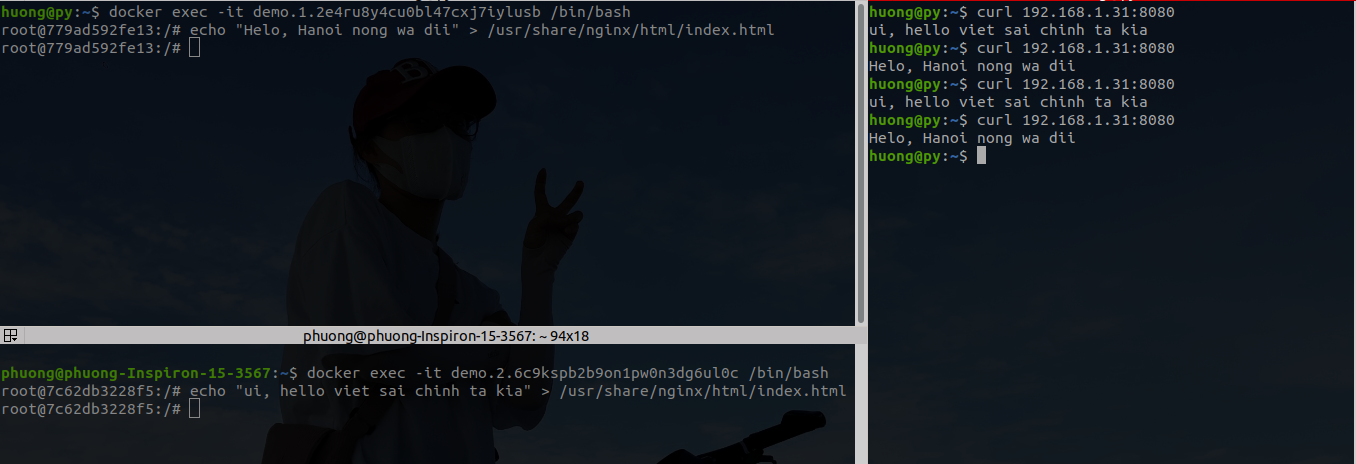 huong@py:~$ docker exec -it demo.1.2e4ru8y4cu0bl47cxj7iylusb /bin/bash
root@779ad592fe13:/# echo "Helo, Hanoi nong wa dii" > /usr/share/nginx/html/index.html
root@779ad592fe13:/#
phuong@phuong-Inspiron-15-3567: ~ 94x18
phuong@phuong-Inspiron-15-3567:~$ docker exec -it demo.2.6c9kspb2b9on1pw0n3dg6ul0c /bin/bash
root@7c62db3228f5:/# echo "ui, hello viet sai chinh ta kia" > /usr/share/nginx/html/index.html
root@7c62db3228f5:/#
huong@py:~$ curl 192.168.1.31:8080
ui, hello viet sai chinh ta kia
huong@py:~$ curl 192.168.1.31:8080
Helo, Hanoi nong wa dii
huong@py:~$ curl 192.168.1.31:8080
ui, hello viet sai chinh ta kia
huong@py:~$ curl 192.168.1.31:8080
Helo, Hanoi nong wa dii
huong@py:~$